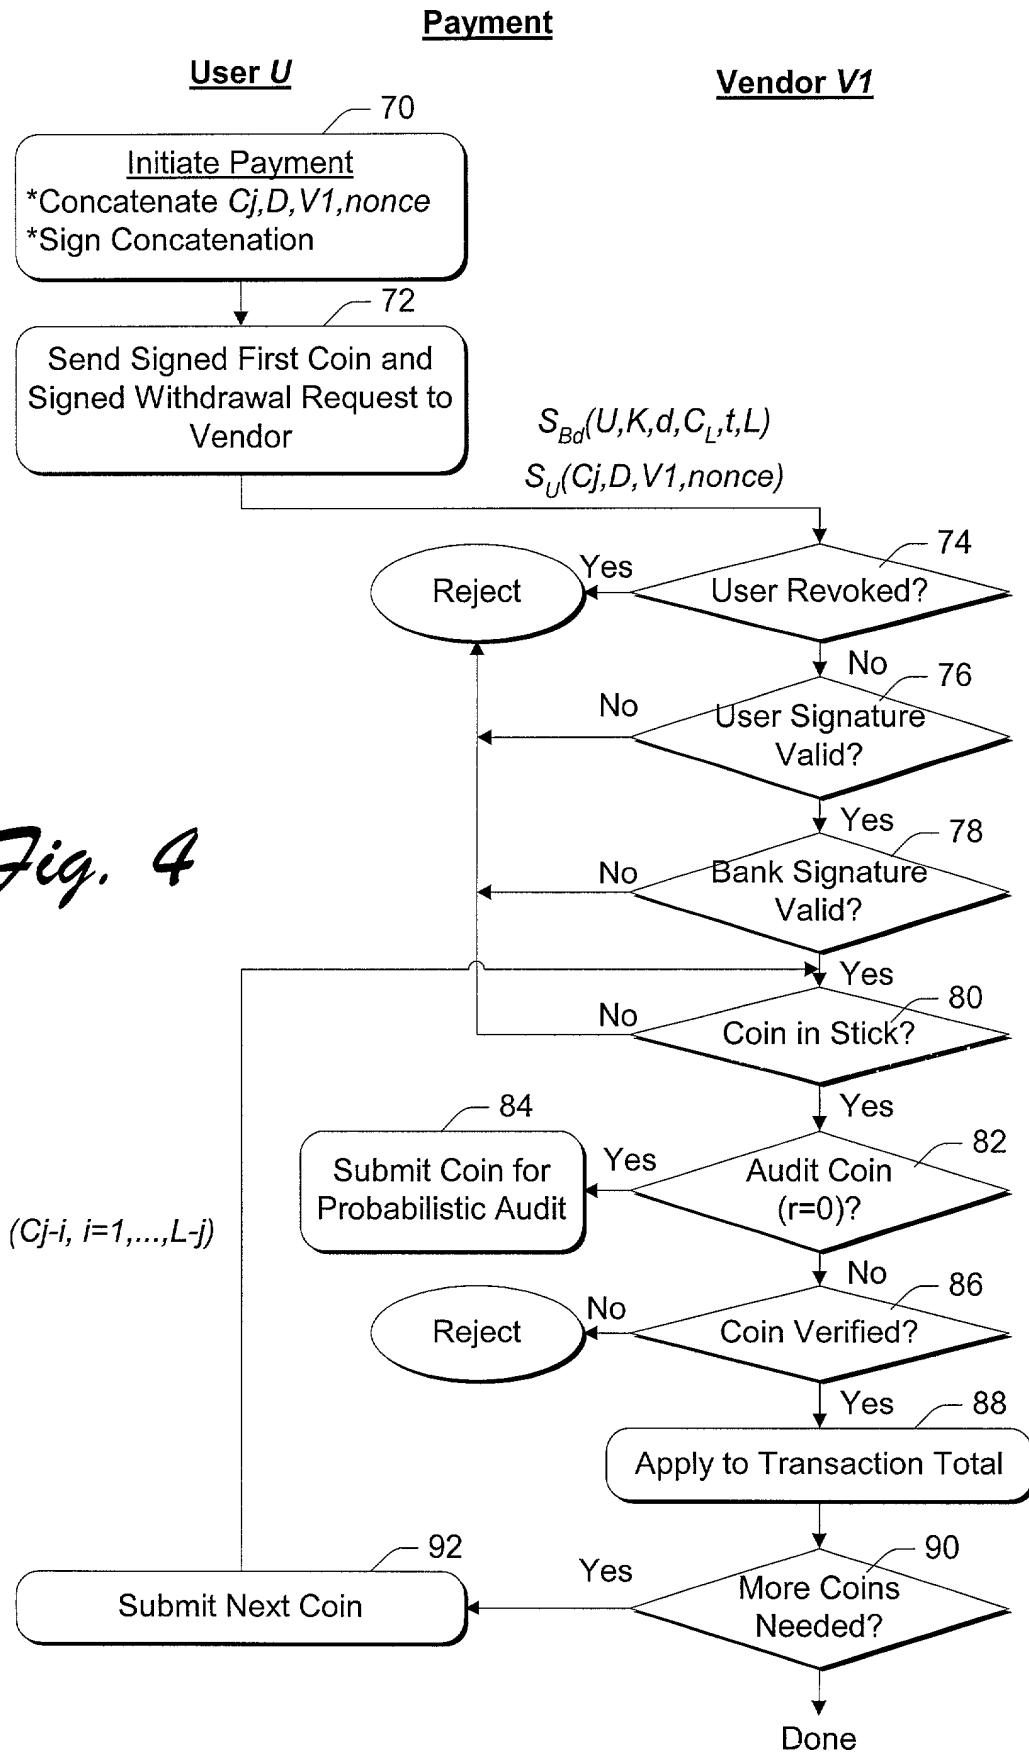 Payment
User U
Vendor V1
70
Initiate Payment
*Concatenate Cj,D,V1,nonce
*Sign Concatenation
72
Send Signed First Coin and
Signed Withdrawal Request to
Vendor
S_Bd(U,K,d,C_L,t,L)
S_U(Cj,D,V1,nonce)
74
Reject
Yes
User Revoked?
No
76
No
User Signature
Valid?
Yes
Fig. 4
78
No
Bank Signature
Valid?
Yes
80
No
Coin in Stick?
Yes
84
82
Submit Coin for
Probabilistic Audit
Yes
Audit Coin
(r=0)?
(Cj-i, i=1,...,L-j)
No
86
Reject
No
Coin Verified?
Yes
88
Apply to Transaction Total
92
90
Submit Next Coin
Yes
More Coins
Needed?
Done